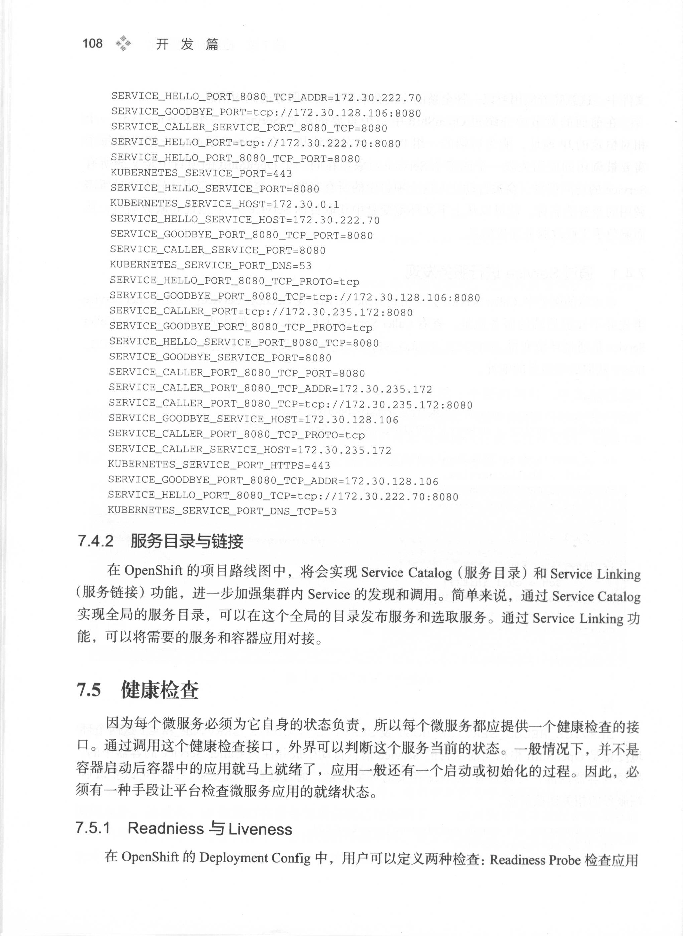 108 开 发 篇
SERVICE_HELLO_PORT_8080_TCP_ADDR=172.30.222.70
SERVICE_GOODBYE_PORT=tcp://172.30.128.106:8080
SERVICE_CALLER_SERVICE_PORT_8080_TCP=8080
SERVICE_HELLO_PORT=tcp://172.30.222.70:8080
SERVICE_HELLO_PORT_8080_TCP_PORT=8080
KUBERNETES_SERVICE_PORT=443
SERVICE_HELLO_SERVICE_PORT=8080
KUBERNETES_SERVICE_HOST=172.30.0.1
SERVICE_HELLO_SERVICE_HOST=172.30.222.70
SERVICE_GOODBYE_PORT_8080_TCP_PORT=8080
SERVICE_CALLER_SERVICE_PORT=8080
KUBERNETES_SERVICE_PORT_DNS=53
SERVICE_HELLO_PORT_8080_TCP_PROTO=tcp
SERVICE_GOODBYE_PORT_8080_TCP=tcp://172.30.128.106:8080
SERVICE_CALLER_PORT=tcp://172.30.235.172:8080
SERVICE_GOODBYE_PORT_8080_TCP_PROTO=tcp
SERVICE_HELLO_SERVICE_PORT_8080_TCP=8080
SERVICE_GOODBYE_SERVICE_PORT=8080
SERVICE_CALLER_PORT_8080_TCP_PORT=8080
SERVICE_CALLER_PORT_8080_TCP_ADDR=172.30.235.172
SERVICE_CALLER_PORT_8080_TCP=tcp://172.30.235.172:8080
SERVICE_GOODBYE_SERVICE_HOST=172.30.128.106
SERVICE_CALLER_PORT_8080_TCP_PROTO=tcp
SERVICE_CALLER_SERVICE_HOST=172.30.235.172
KUBERNETES_SERVICE_PORT_HTTPS=443
SERVICE_GOODBYE_PORT_8080_TCP_ADDR=172.30.128.106
SERVICE_HELLO_PORT_8080_TCP=tcp://172.30.222.70:8080
KUBERNETES_SERVICE_PORT_DNS_TCP=53
7.4.2 服务目录与链接
在 OpenShift 的项目路线图中，将会实现 Service Catalog（服务目录）和 Service Linking
（服务链接）功能，进一步加强集群内 Service 的发现和调用。简单来说，通过 Service Catalog
实现全局的服务目录，可以在这个全局的目录发布服务和选取服务。通过 Service Linking 功
能，可以将需要的服务和容器应用对接。
7.5 健康检查
因为每个微服务必须为它自身的状态负责，所以每个微服务都应提供一个健康检查的接
口。通过调用这个健康检查接口，外界可以判断这个服务当前的状态。一般情况下，并不是
容器启动后容器中的应用就马上就绪了，应用一般还有一个启动或初始化的过程。因此，必
须有一种手段让平台检查微服务应用的就绪状态。
7.5.1 Readniess 与 Liveness
在 OpenShift 的 Deployment Config 中，用户可以定义两种检查：Readiness Probe 检查应用